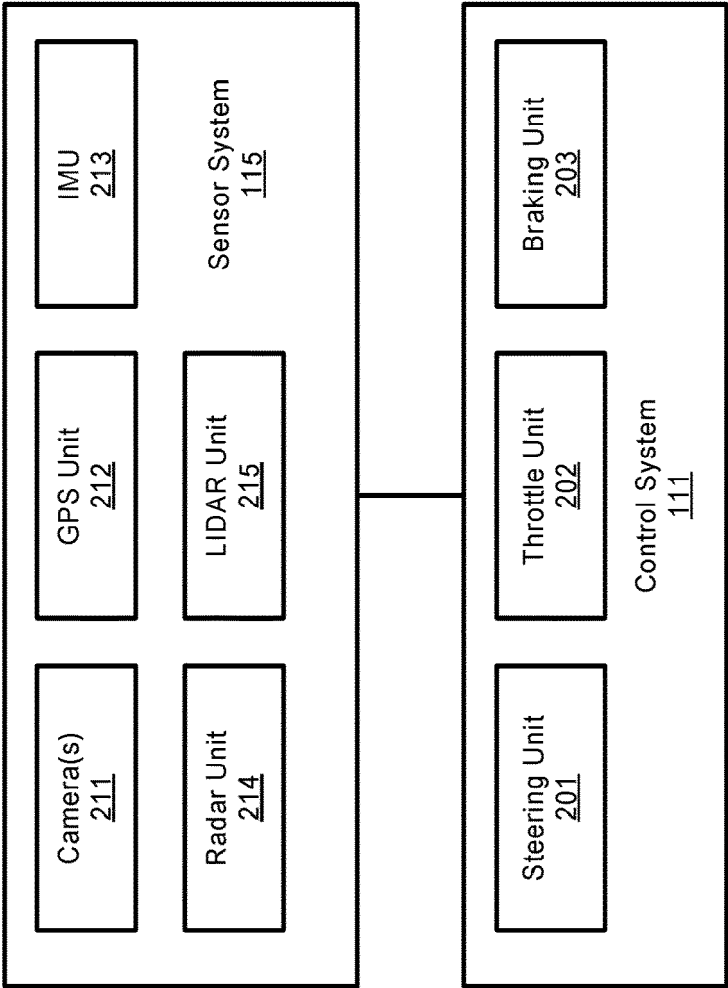 Camera(s)
211
GPS Unit
212
IMU
213
Radar Unit
214
LIDAR Unit
215
Sensor System
115
Steering Unit
201
Throttle Unit
202
Braking Unit
203
Control System
111